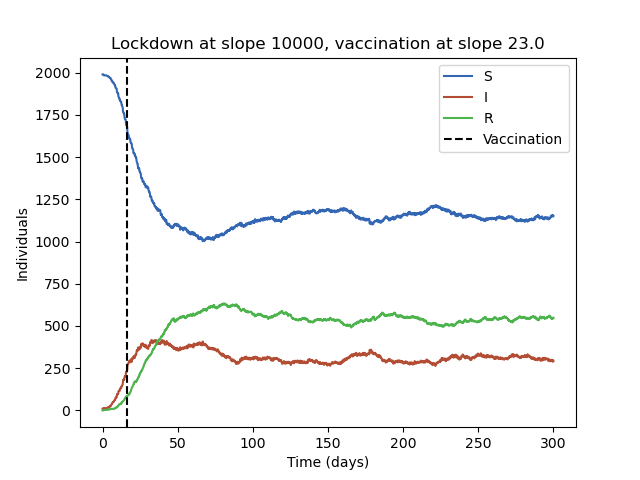 Lockdown at slope 10000, vaccination at slope 23.0
2000
1750
1500
1250
1000
750
500
250
0
Individuals
S
I
R
Vaccination
0 50 100 150 200 250 300
Time (days)